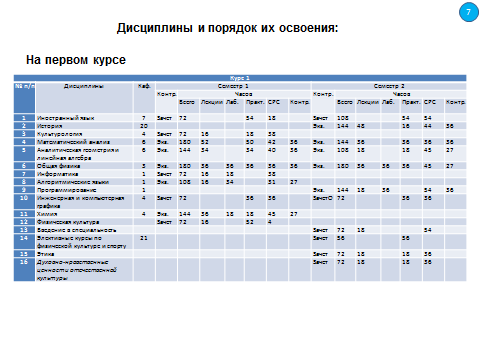 7
Дисциплины и порядок их освоения:
На первом курсе
Курс 1
№ п/п Дисциплины Каф. Семестр 1 Семестр 2
Контр. Часов Контр. Часов
Всего Лекции Лаб. Практ. СРС Контр. Всего Лекции Лаб. Практ. СРС Контр.
1 Иностранный языки 7 Зачет 72 54 18 Зачет 108 54 54
2 История 20 Экз. 144 48 16 44 36
3 Культурология 4 Зачет 72 16 18 38
4 Математический анализ 6 Экз. 180 52 50 42 36 Экз. 144 36 36 36 36
5 Аналитическая геометрия и 6 Экз. 144 34 34 40 36 Экз. 108 18 18 45 27
линейная алгебра
6 Общая физика 3 Экз. 180 36 36 36 36 36 Экз. 180 36 36 36 45 27
7 Информатика 1 Зачет 72 16 18 38
8 Алгоритмические языки 1 Экз. 108 16 34 31 27
9 Программирование 1 Экз. 144 18 36 54 36
10 Инженерная и компьютерная 4 Зачет 72 36 36 ЗачетО 72 36 36
графика
11 Химия 4 Экз. 144 36 18 18 45 27
12 Физическая культура Зачет 72 16 52 4
13 Введение в специальность Зачет 72 18 54
14 Элективные курсы по 21 Зачет 56 56
физической культуре и спорту
15 Этика Зачет 72 18 18 36
16 Духовно-нравственные Зачет 72 18 18 36
ценности отечественной
культуры